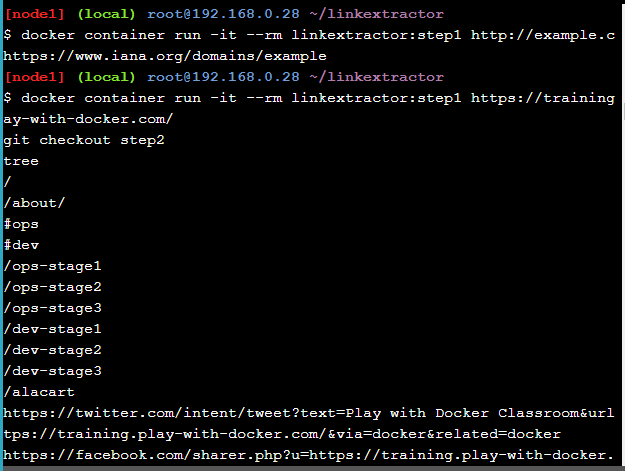 [node1] (local) root@192.168.0.28 ~/linkextractor
$ docker container run -it --rm linkextractor:step1 http://example.c
https://www.iana.org/domains/example
[node1] (local) root@192.168.0.28 ~/linkextractor
$ docker container run -it --rm linkextractor:step1 https://training
ay-with-docker.com/
git checkout step2
tree
/
/about/
#ops
#dev
/ops-stage1
/ops-stage2
/ops-stage3
/dev-stage1
/dev-stage2
/dev-stage3
/alacart
https://twitter.com/intent/tweet?text=Play with Docker Classroom&url
tps://training.play-with-docker.com/&via=docker&related=docker
https://facebook.com/sharer.php?u=https://training.play-with-docker.